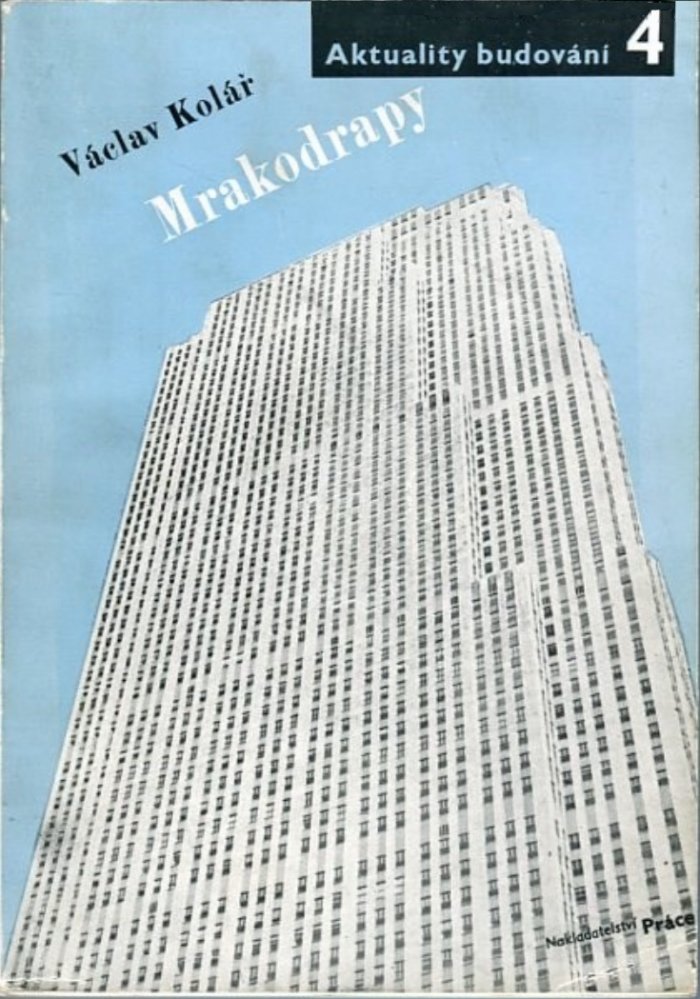 Aktuality budování 4
Václav Kolář
Mrakodrapy
Nakladatelství Práce